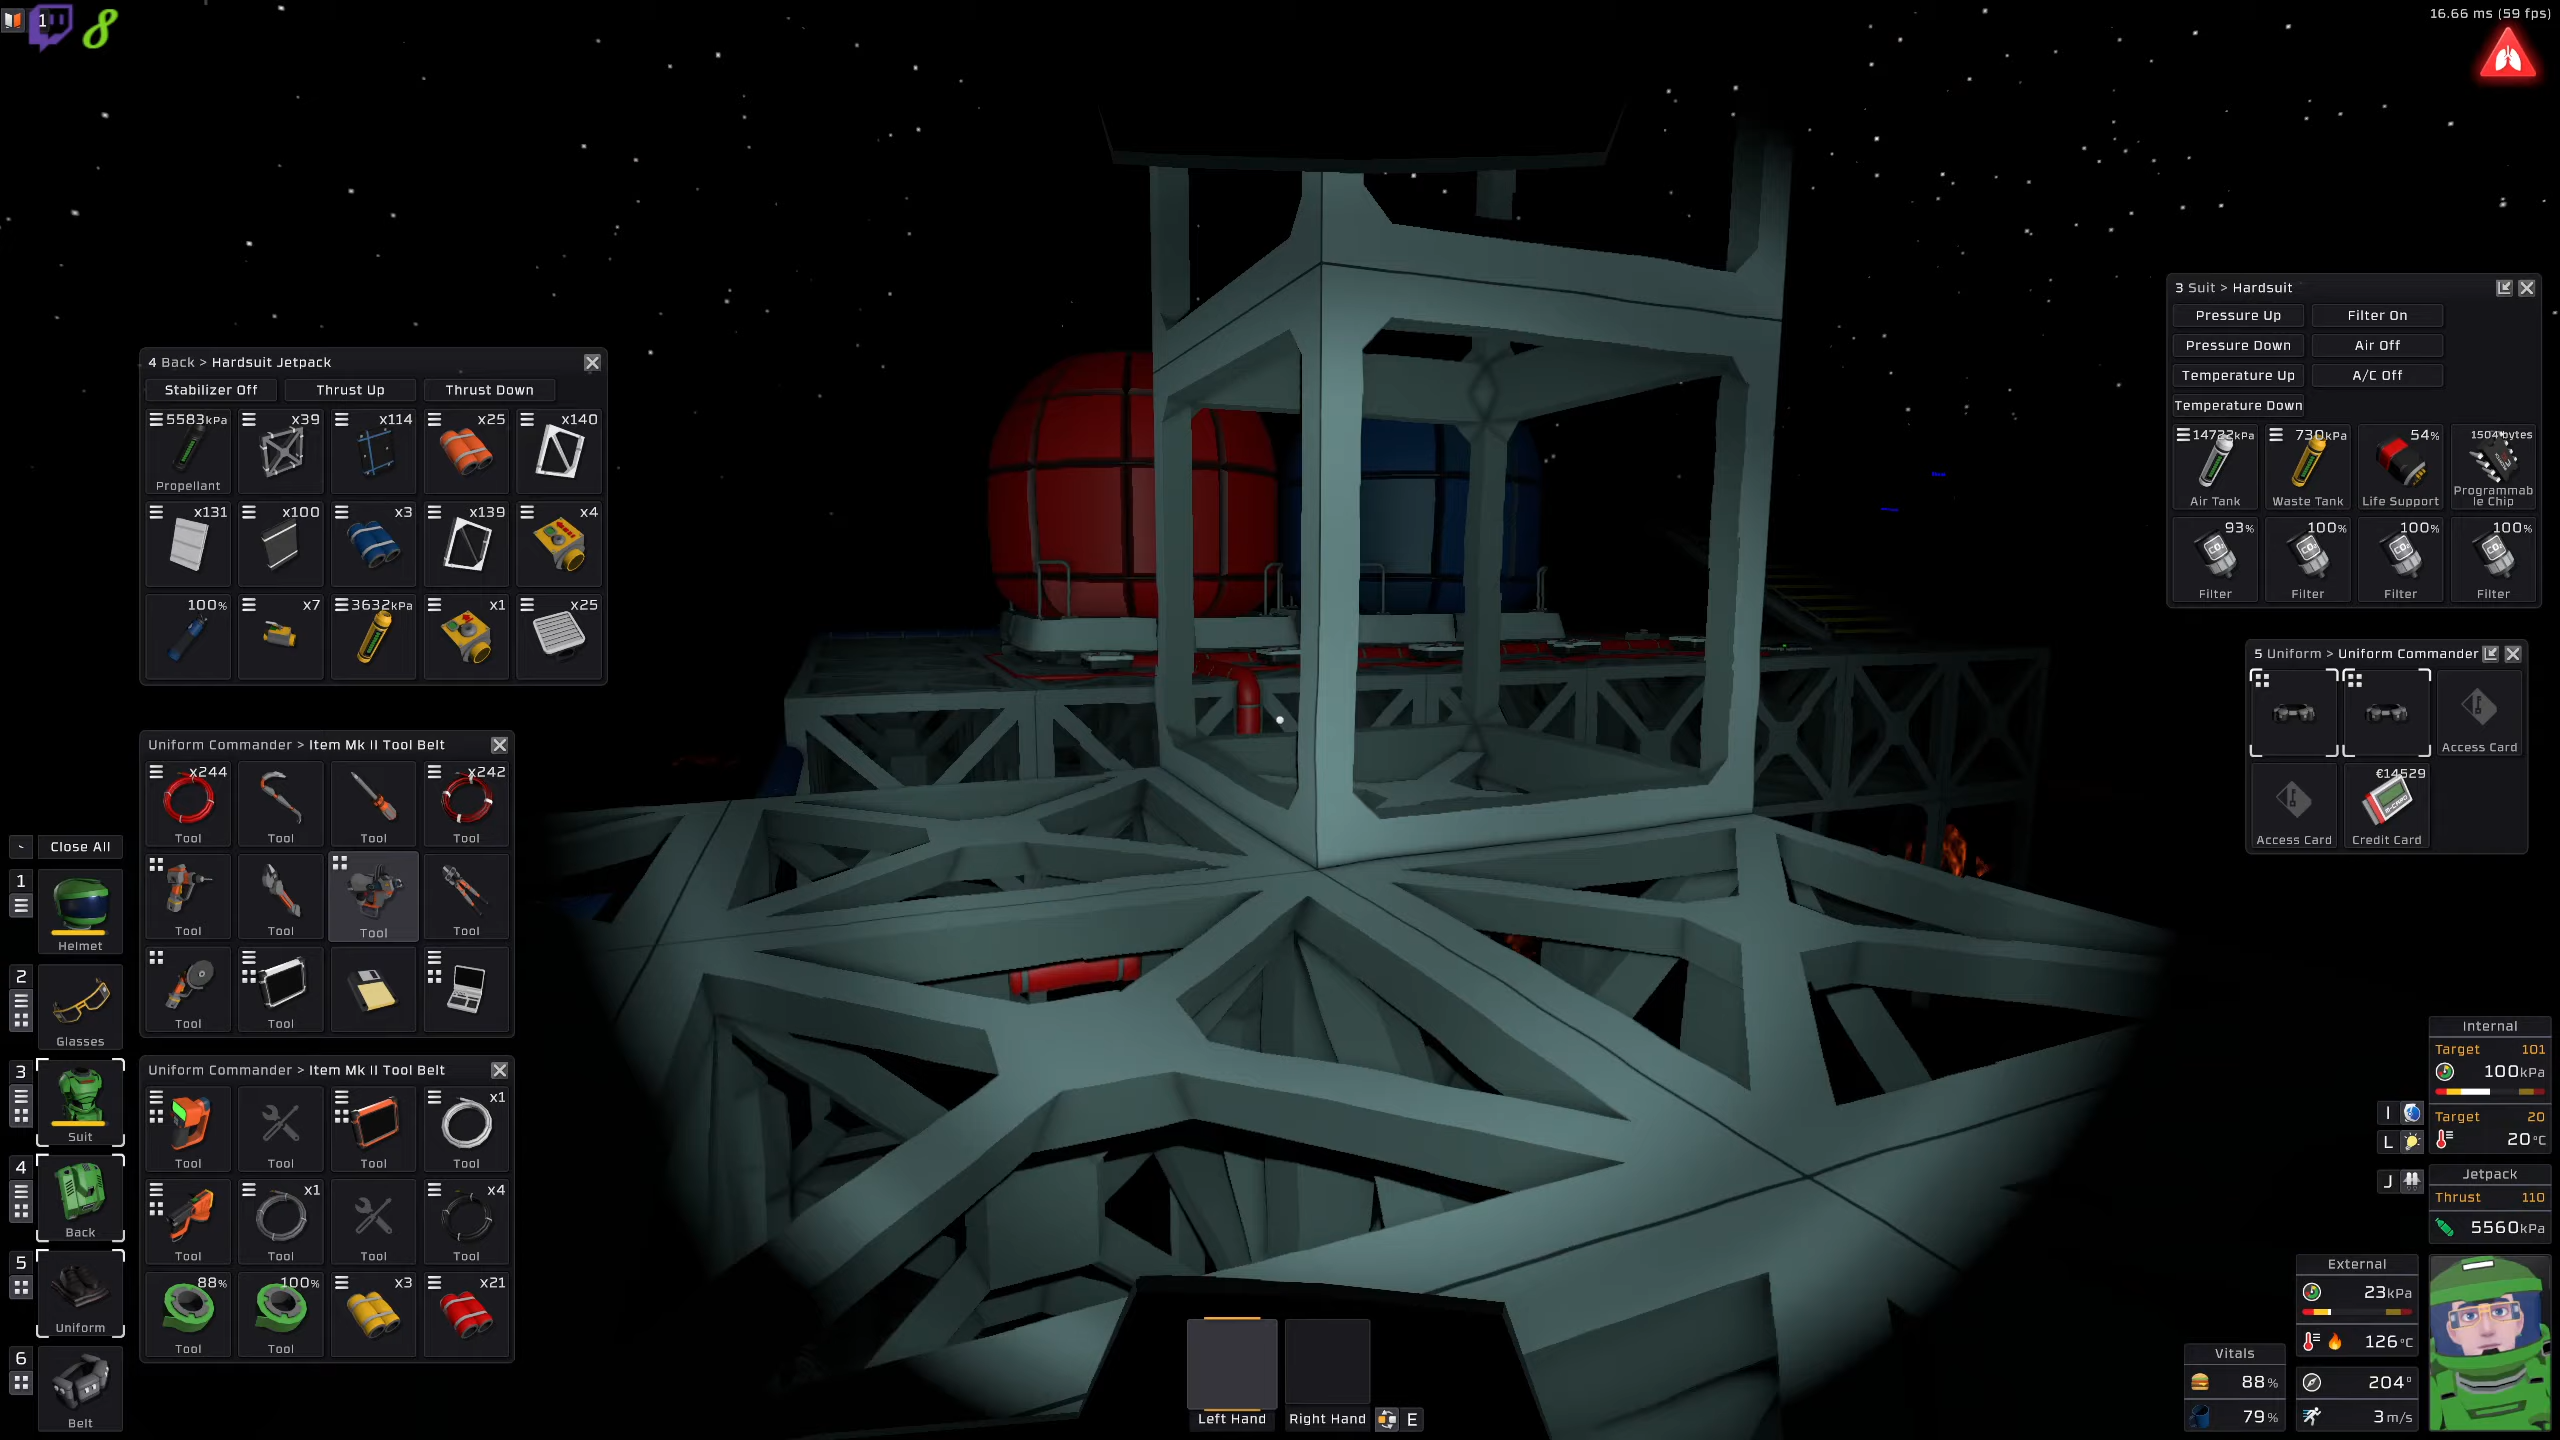 1
8
16.66 ms (59 fps)
4 Back > Hardsuit Jetpack
Stabilizer Off
Thrust Up
Thrust Down
5583kPa
x39
x114
x25
x140
Propellant
x131
x100
x3
x139
x4
100%
x7
3632kPa
x1
x25
Uniform Commander > Item Mk II Tool Belt
x244
x242
Tool
Tool
Tool
Tool
Tool
Tool
Tool
Tool
Tool
Tool
Uniform Commander > Item Mk II Tool Belt
x1
Tool
Tool
Tool
Tool
x1
x4
Tool
Tool
Tool
Tool
88%
100%
x3
x21
Tool
Tool
Tool
Tool
~
Close All
1
Helmet
2
Glasses
3
Suit
4
Back
5
Uniform
6
Belt
Left Hand
Right Hand
E
3 Suit > Hardsuit
Pressure Up
Filter On
Pressure Down
Air Off
Temperature Up
A/C Off
Temperature Down
14722kPa
730kPa
54%
1504 bytes
Air Tank
Waste Tank
Life Support
Programmab
le Chip
93%
100%
100%
100%
Filter
Filter
Filter
Filter
5 Uniform > Uniform Commander
Access Card
€14529
Access Card
Credit Card
Internal
Target 101
100kPa
Target 20
20°C
I
L
J
Jetpack
Thrust 110
5560kPa
External
23kPa
126°C
204°
3m/s
Vitals
88%
79%